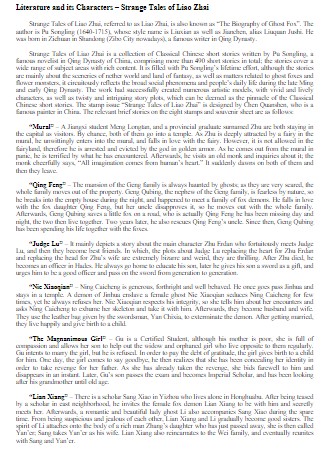 Literature and its Characters – Strange Tales of Liao Zhai
Strange Tales of Liao Zhai, referred to as Liao Zhai, is also known as "The Biography of Ghost Fox". The
author is Pu Songling (1640-1715), whose style name is Liuxian as well as Jianchen, alias Liuquan Jushi. He
was born in Zichuan in Shandong (Zibo City nowadays), a famous writer in Qing Dynasty.
Strange Tales of Liao Zhai is a collection of Classical Chinese short stories written by Pu Songling, a
famous novelist in Qing Dynasty of China, comprising more than 490 short stories in total, the stories cover a
wide range of subject areas with rich content. It is filled with Pu Songling's lifetime effort, although the stories
are mainly about the sceneries of nether world and land of fantasy, as well as matters related to ghost foxes and
flower monsters, it creatively reflects the broad social phenomena and people's daily life during the late Ming
and early Qing Dynasty. The work had successfully created numerous artistic models, with vivid and lively
characters, as well as twisty and intriguing story plots, which can be deemed as the pinnacle of the Classical
Chinese short stories. The stamp issue "Strange Tales of Liao Zhai" is designed by Chen Quansheng, who is a
famous painter in China. The relevant brief stories on the eight stamps and souvenir sheet are as follows:
"Mural" – A Jiangxi student Meng Longtan, and a provincial graduate surnamed Zhu are both staying in
the capital as visitors. By chance, both of them go into a temple. As Zhu is deeply attracted by a fairy in the
mural, he unwittingly enters into the mural, and falls in love with the fairy. However, it is not allowed in the
fairyland, therefore he is arrested and evicted by the god in golden armor. As he comes out from the mural in
panic, he is terrified by what he has encountered. Afterwards, he visits an old monk and inquiries about it; the
monk cheerfully says, "All imagination comes from human's heart." It suddenly dawns on both of them and
then they leave.
"Qing Feng" – The mansion of the Geng family is always haunted by ghosts; as they are very scared, the
whole family moves out of the property. Geng Qubing, the nephew of the Geng family, is fearless by nature, so
he breaks into the empty house during the night, and happened to meet a family of fox demons. He falls in love
with the fox daughter Qing Feng, but her uncle disapproves it, so he moves out with the whole family.
Afterwards, Geng Qubing saves a little fox on a road, who is actually Qing Feng he has been missing day and
night, the two then live together. Two years later, he also rescues Qing Feng's uncle. Since then, Geng Qubing
has been spending his life together with the foxes.
"Judge Lu" – It mainly depicts a story about the main character Zhu Erdan who fortuitously meets Judge
Lu, and then they become best friends. In which, the plots about Judge Lu replacing the heart for Zhu Erdan
and replacing the head for Zhu's wife are extremely bizarre and weird, they are thrilling. After Zhu died, he
becomes an officer in Hades. He always go home to educate his son, later he gives his son a sword as a gift, and
urges him to be a good officer and pass on the sword from generation to generation.
"Nie Xiaoqian" – Ning Caicheng is generous, forthright and well behaved. He once goes pass Jinhua and
stays in a temple. A demon of Jinhua enslave a female ghost Nie Xiaoqian seduces Ning Caicheng for few
times, yet he always refuses her. Nie Xiaoqian respects his integrity, so she tells him about her encounters and
asks Ning Caicheng to exhume her skeleton and take it with him. Afterwards, they become husband and wife.
They use the leather bag given by the swordsman, Yan Chixia, to exterminate the demon. After getting married,
they live happily and give birth to a child.
"The Magnanimous Girl" – Gu is a Certified Student, although his mother is poor, she is full of
compassion and allows her son to help out the widow and orphaned girl who live opposite to them regularly.
Gu intents to marry the girl, but he is refused. In order to pay the debt of gratitude, the girl gives birth to a child
for him. One day, the girl comes to say goodbye, he then realizes that she has been concealing her identity in
order to take revenge for her father. As she has already taken the revenge, she bids farewell to him and
disappears in an instant. Later, Gu's son passes the exam and becomes Imperial Scholar, and has been looking
after his grandmother until old age.
"Lian Xiang" – There is a scholar Sang Xiao in Yizhou who lives alone in Honghuabu. After being teased
by a scholar in east neighborhood, he invites the female fox demon Lian Xiang to be with him and secretly
meets her. Afterwards, a romantic and beautiful lady ghost Li also accompanies Sang Xiao during the spare
time. From being suspicious and jealous of each other, Lian Xiang and Li gradually become good sisters. The
spirit of Li attaches onto the body of a rich man Zhang's daughter who has just passed away, she is then called
Yan'er; Sang takes Yan'er as his wife. Lian Xiang also reincarnates to the Wei family, and eventually reunites
with Sang and Yan'er.